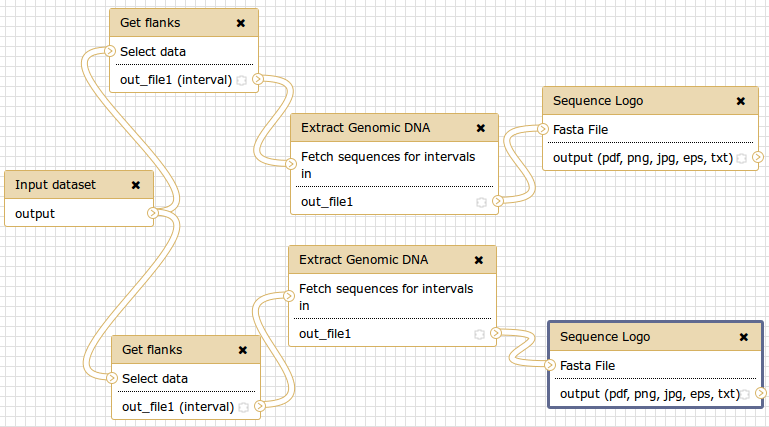 Get flanks
Select data
out_file1 (interval)
Extract Genomic DNA
Fetch sequences for intervals
in
out_file1
Sequence Logo
Fasta File
output (pdf, png, jpg, eps, txt)
Input dataset
output
Extract Genomic DNA
Fetch sequences for intervals
in
out_file1
Get flanks
Select data
out_file1 (interval)
Sequence Logo
Fasta File
output (pdf, png, jpg, eps, txt)